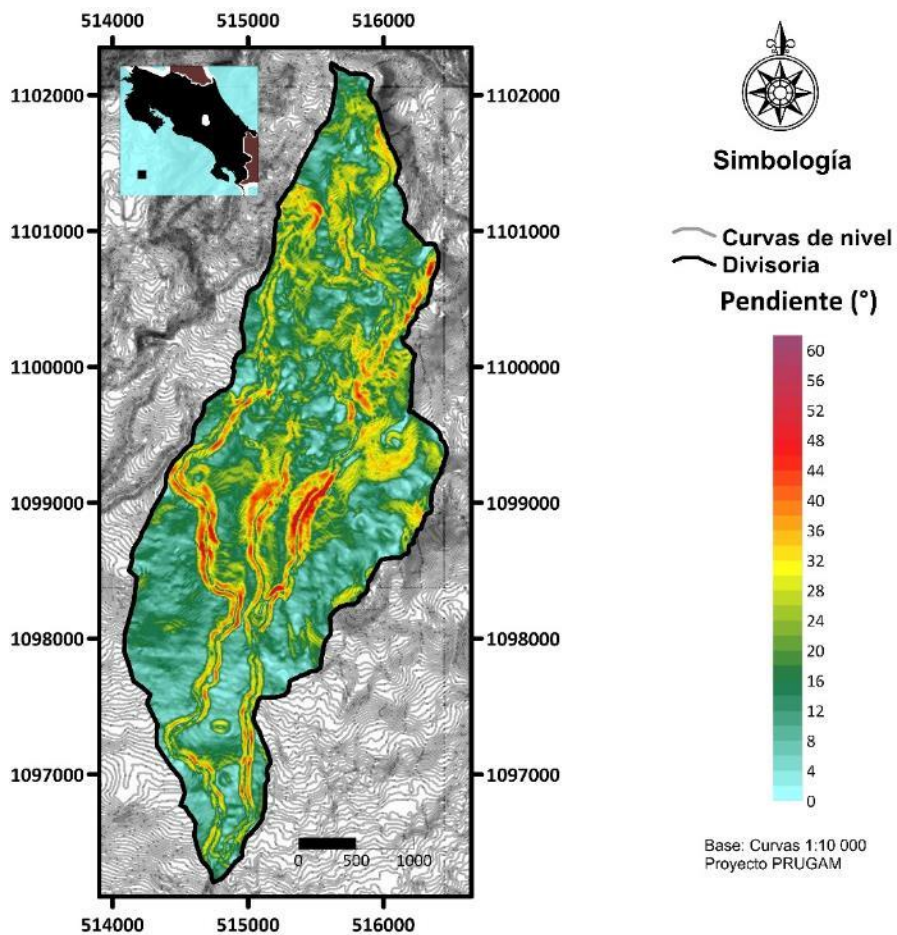 514000 515000 516000
1102000 1102000
1101000 1101000
1100000 1100000
1099000 1099000
1098000 1098000
1097000 1097000
0 500 1000
514000 515000 516000
Simbología
Curvas de nivel
Divisoria
Pendiente (°)
60
56
52
48
44
40
36
32
28
24
20
16
12
8
4
0
Base: Curvas 1:10 000
Proyecto PRUGAM